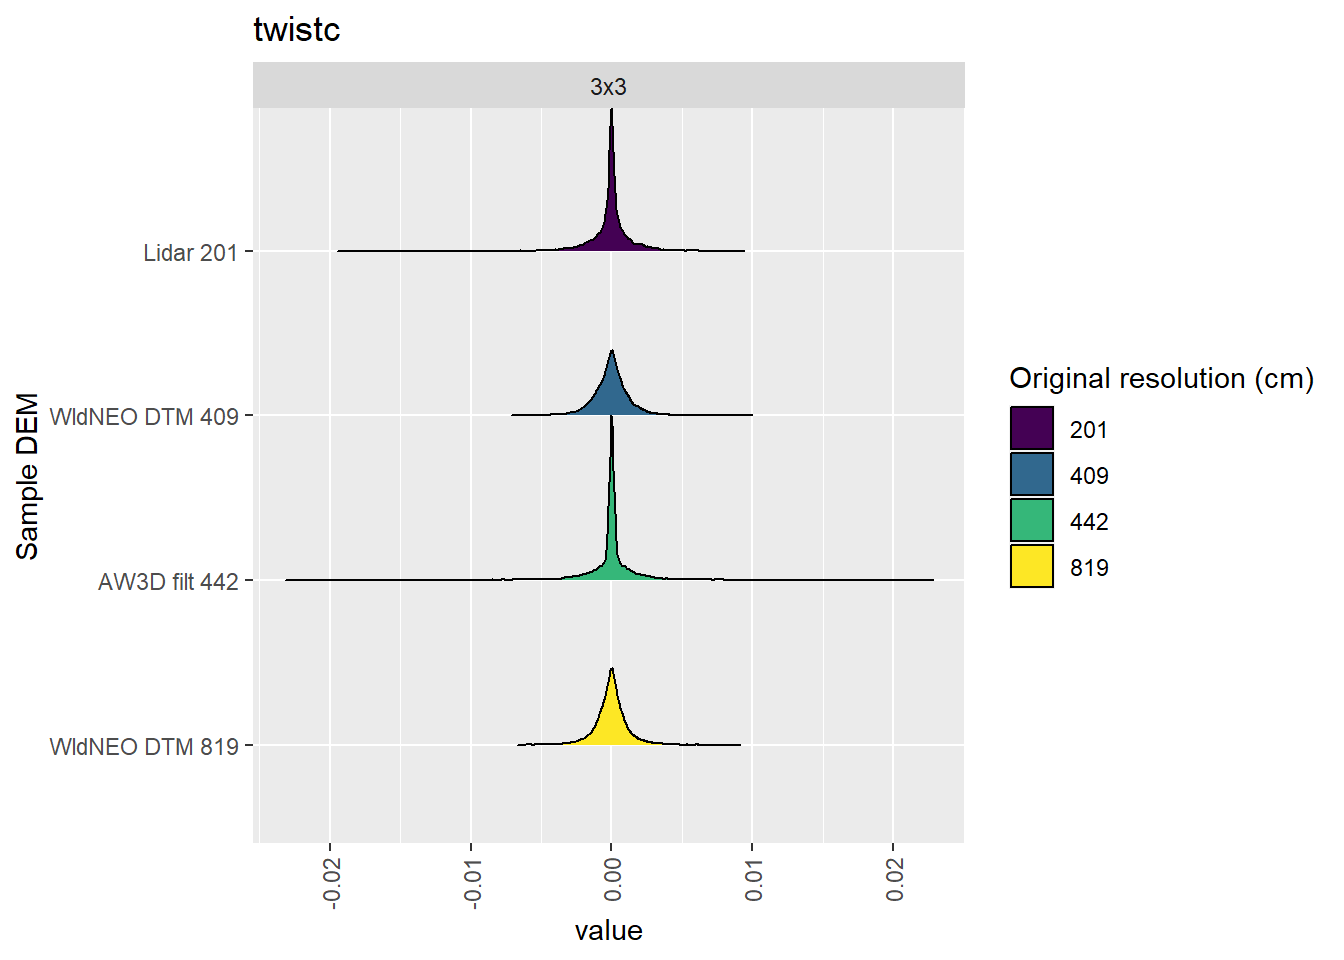 twistc
3x3
Lidar 201
WldNEO DTM 409
AW3D filt 442
WldNEO DTM 819
Sample DEM
-0.02
-0.01
0.00
0.01
0.02
value
Original resolution (cm)
201
409
442
819